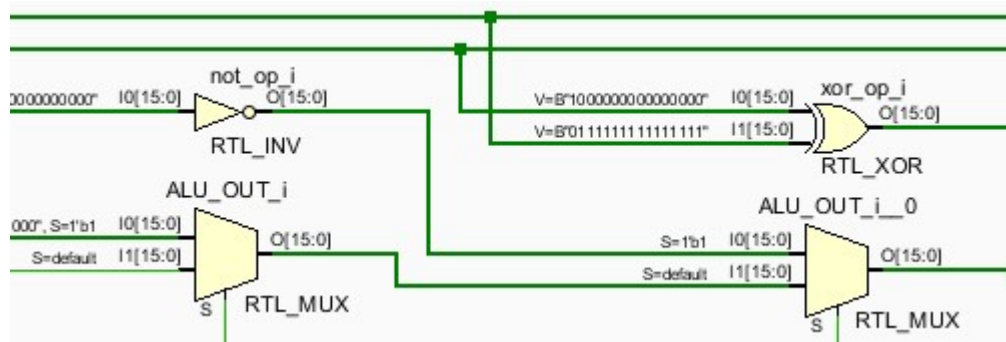 not_op_i
0000000000" I0[15:0] O[15:0]
RTL_INV
xor_op_i
V=B"1000000000000000" I0[15:0] O[15:0]
V=B"0111111111111111" I1[15:0]
RTL_XOR
ALU_OUT_i
000", S=1'b1 I0[15:0] O[15:0]
S=default I1[15:0]
S RTL_MUX
ALU_OUT_i__0
S=1'b1 I0[15:0] O[15:0]
S=default I1[15:0]
S RTL_MUX